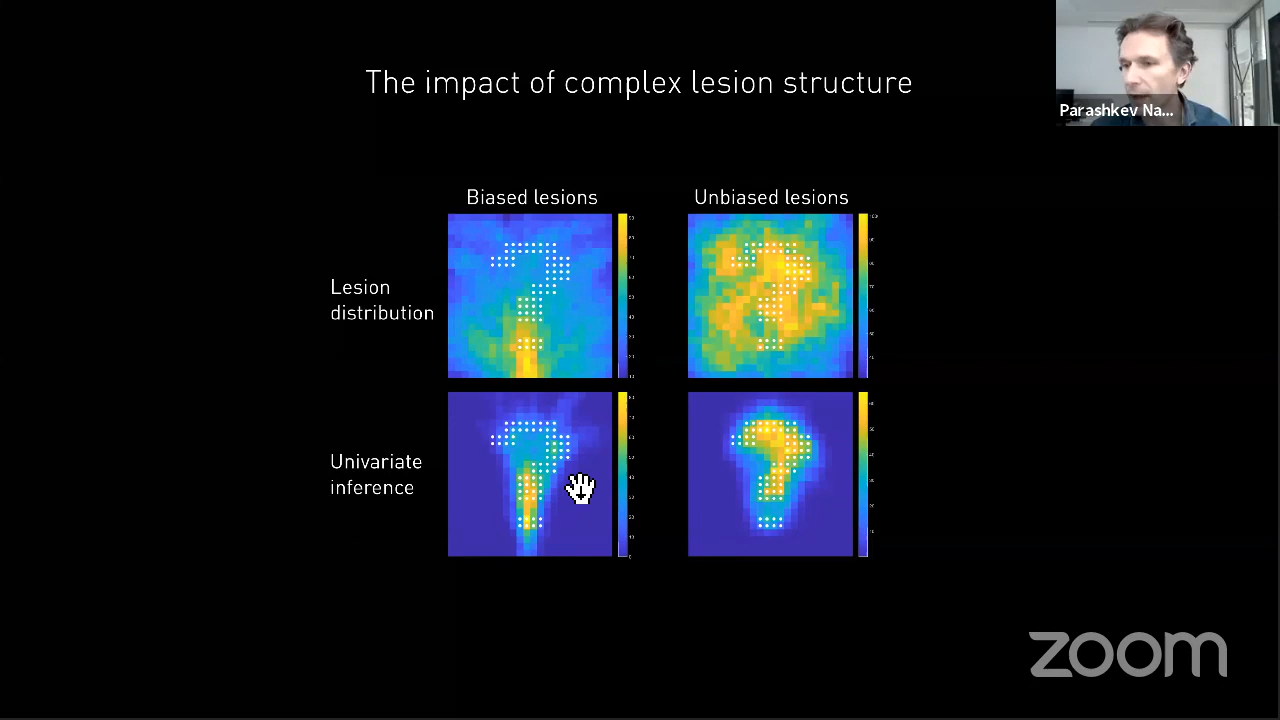 The impact of complex lesion structure
Parashkev Na...
Biased lesions
Unbiased lesions
Lesion
distribution
Univariate
inference
zoom